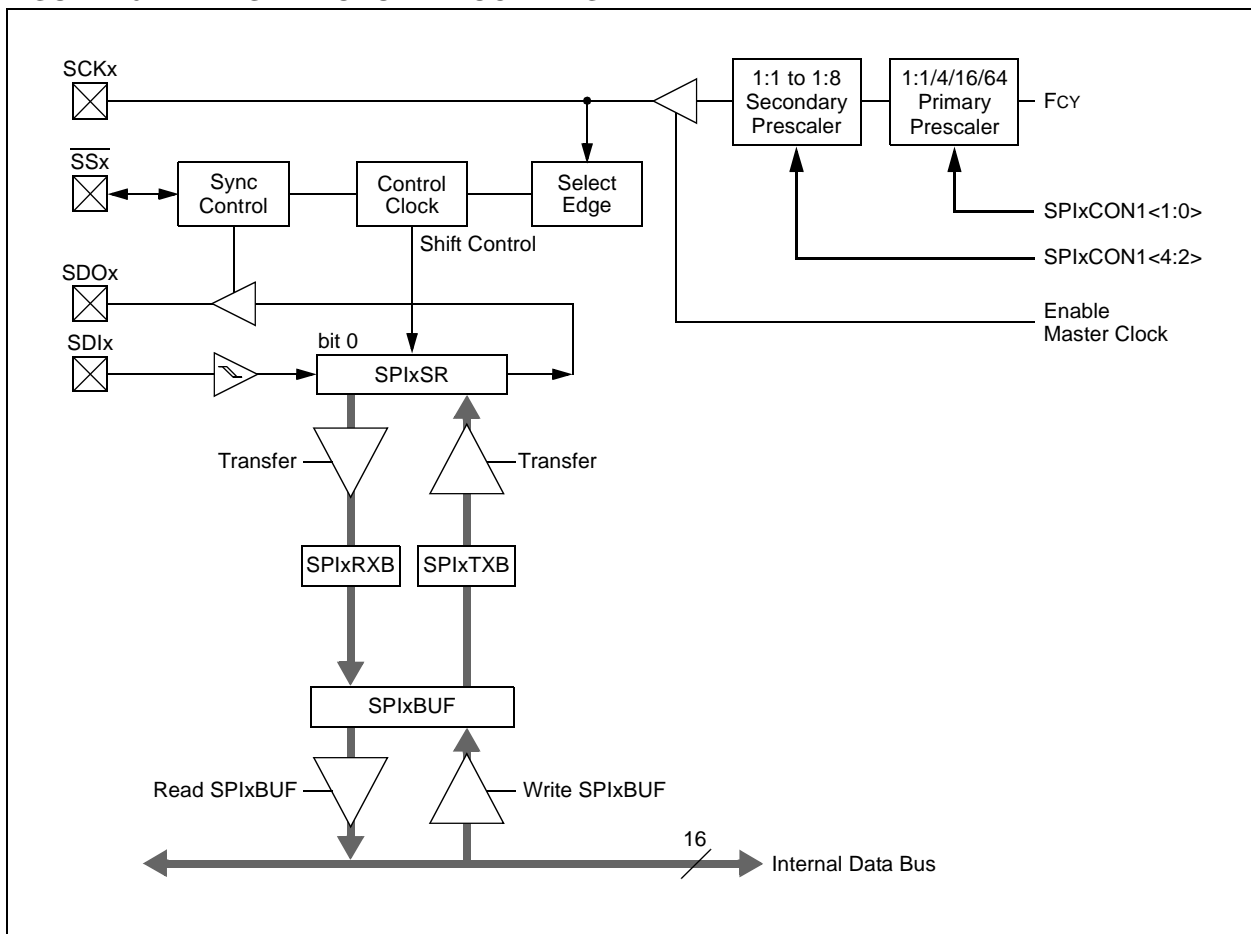 SCKx
1:1 to 1:8
Secondary
Prescaler
1:1/4/16/64
Primary
Prescaler
FCY
SSx
Sync
Control
Control
Clock
Select
Edge
SPIxCON1<1:0>
Shift Control
SPIxCON1<4:2>
SDOx
Enable
Master Clock
SDIx
bit 0
SPIxSR
Transfer
Transfer
SPIxRXB
SPIxTXB
SPIxBUF
Read SPIxBUF
Write SPIxBUF
16
Internal Data Bus